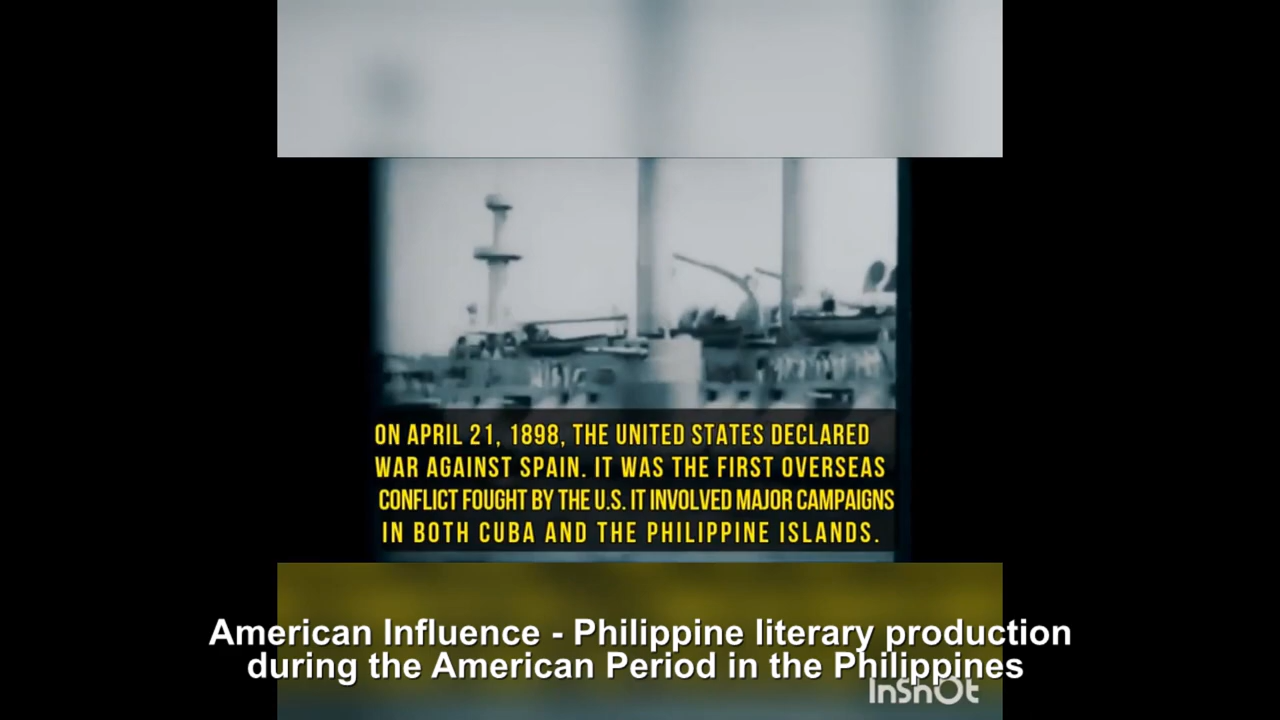 ON APRIL 21, 1898, THE UNITED STATES DECLARED
WAR AGAINST SPAIN. IT WAS THE FIRST OVERSEAS
CONFLICT FOUGHT BY THE U.S. IT INVOLVED MAJOR CAMPAIGNS
IN BOTH CUBA AND THE PHILIPPINE ISLANDS.
American Influence - Philippine literary production
during the American Period in the Philippines
InShOt